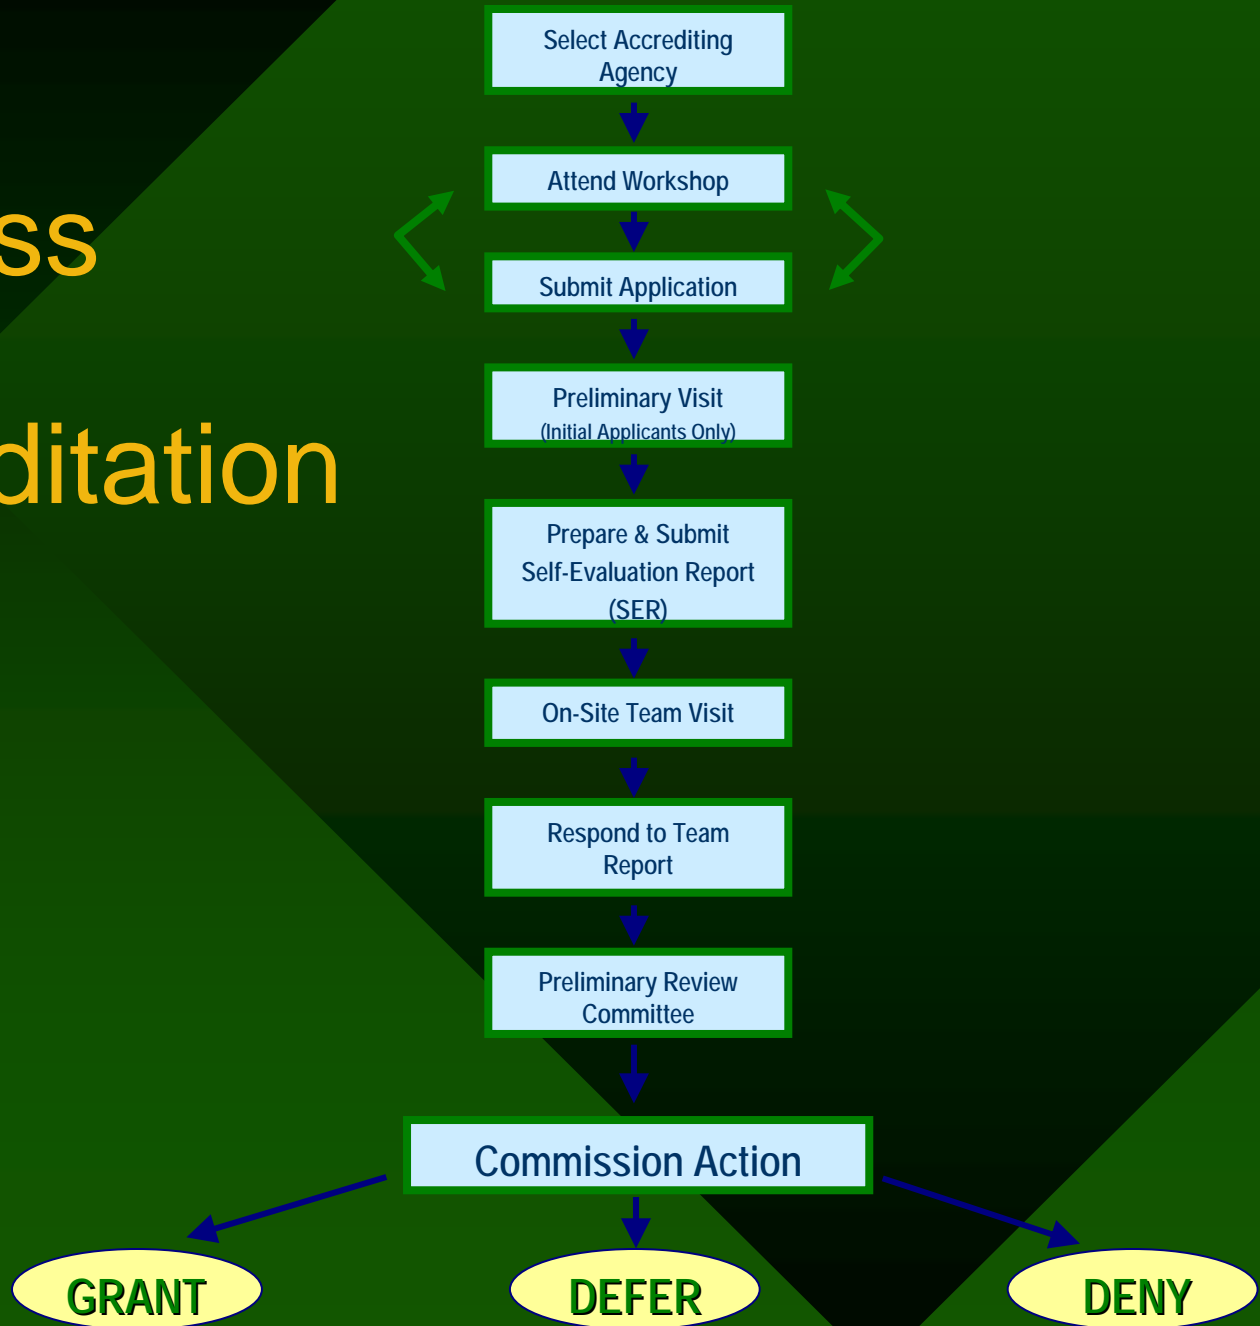 Select Accrediting
Agency
Attend Workshop
ss
Submit Application
Preliminary Visit
(Initial Applicants Only)
ditation
Prepare & Submit
Self-Evaluation Report
(SER)
On-Site Team Visit
Respond to Team
Report
Preliminary Review
Committee
Commission Action
GRANT
DEFER
DENY